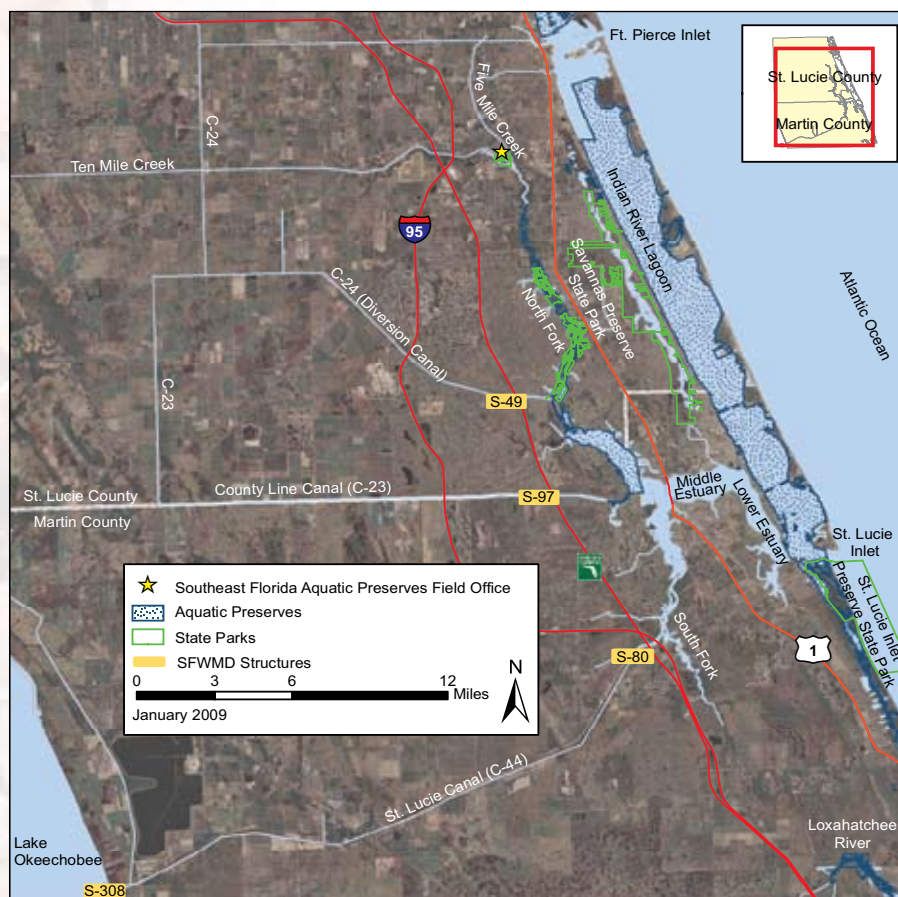 Ft. Pierce Inlet
St. Lucie County
Martin County
Five Mile Creek
C-24
Ten Mile Creek
Indian River Lagoon
95
Savannas Preserve
State Park
North Fork
Atlantic Ocean
C-24 (Diversion Canal)
C-23
S-49
Middle
Estuary
Lower Estuary
County Line Canal (C-23)
S-97
St. Lucie County
Martin County
St. Lucie
Inlet
St. Lucie Inlet
Preserve State Park
Southeast Florida Aquatic Preserves Field Office
Aquatic Preserves
State Parks
SFWMD Structures
0 3 6 12
Miles
N
January 2009
South Fork
1
S-80
St. Lucie Canal (C-44)
Lake
Okeechobee
Loxahatchee
River
S-308